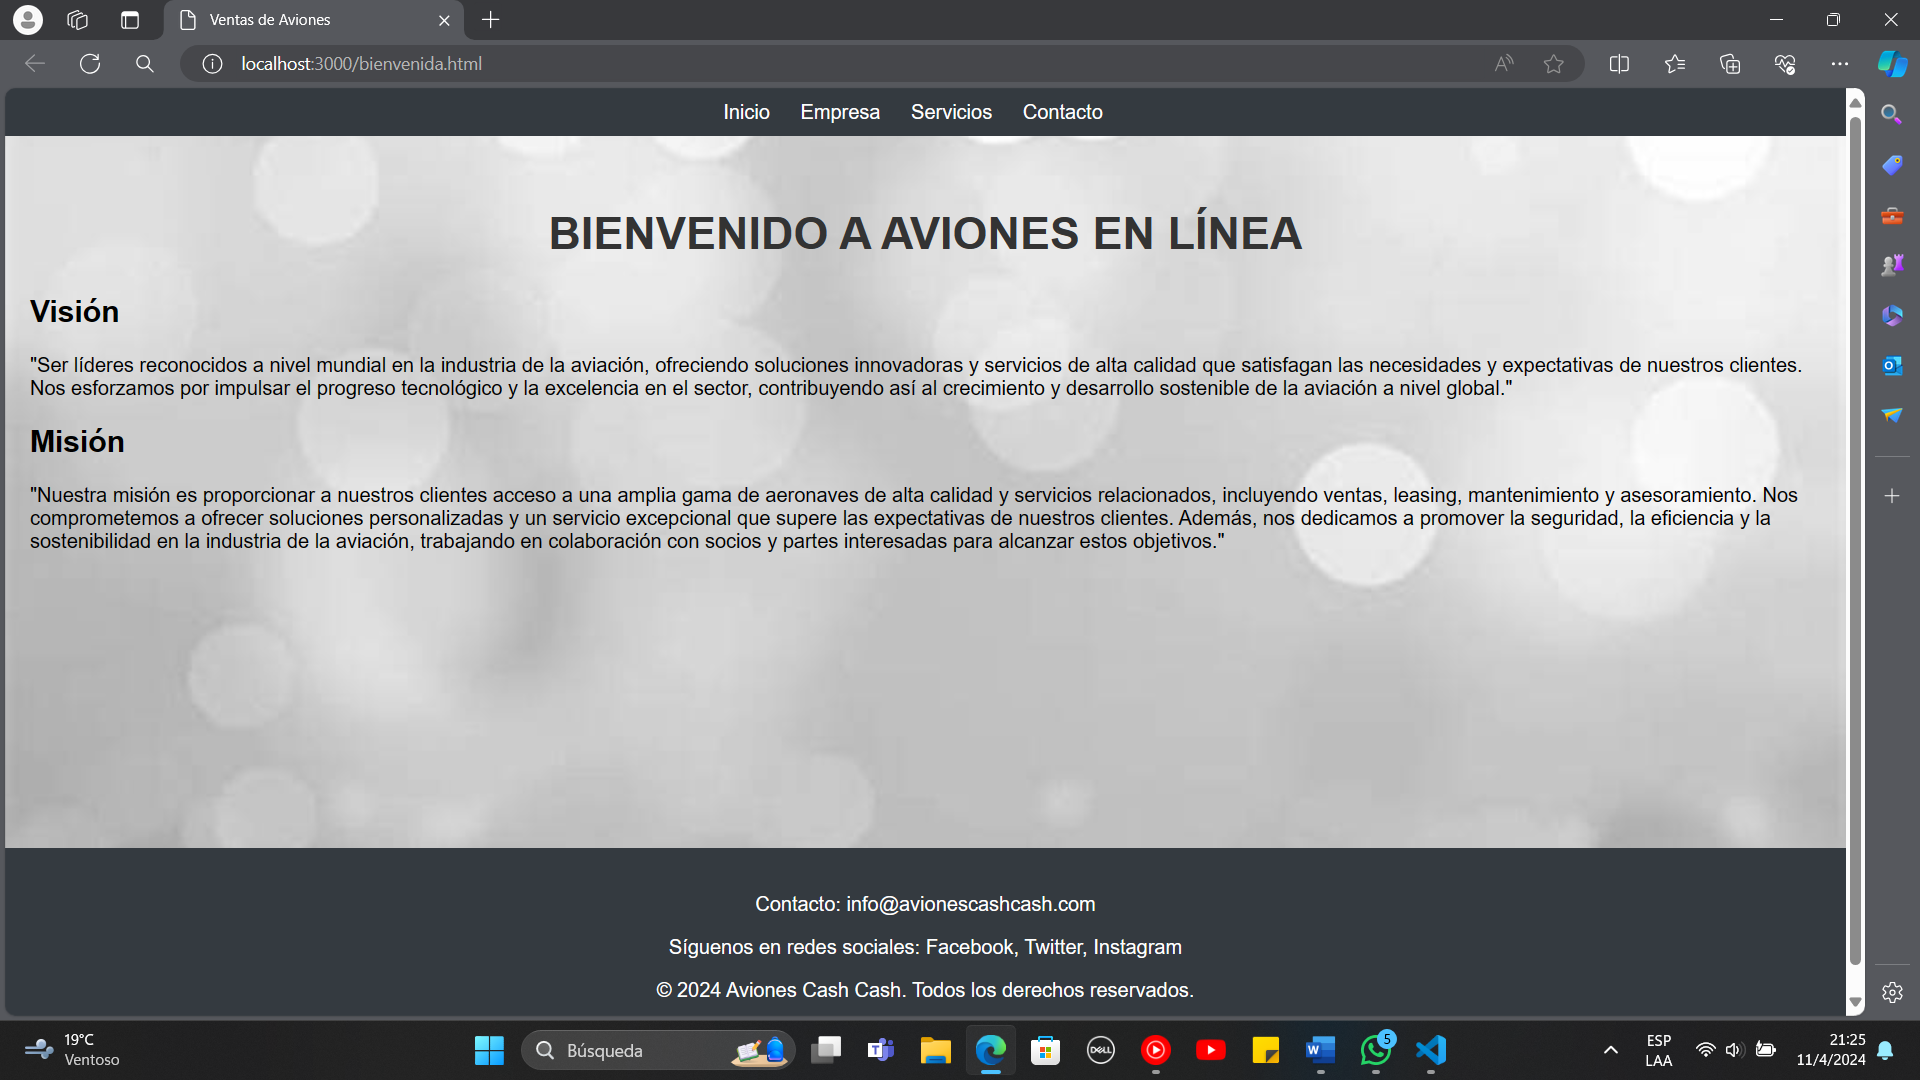 Ventas de Aviones
localhost:3000/bienvenida.html
Inicio Empresa Servicios Contacto
BIENVENIDO A AVIONES EN LÍNEA
Visión
"Ser líderes reconocidos a nivel mundial en la industria de la aviación, ofreciendo soluciones innovadoras y servicios de alta calidad que satisfagan las necesidades y expectativas de nuestros clientes.
Nos esforzamos por impulsar el progreso tecnológico y la excelencia en el sector, contribuyendo así al crecimiento y desarrollo sostenible de la aviación a nivel global."
Misión
"Nuestra misión es proporcionar a nuestros clientes acceso a una amplia gama de aeronaves de alta calidad y servicios relacionados, incluyendo ventas, leasing, mantenimiento y asesoramiento. Nos
comprometemos a ofrecer soluciones personalizadas y un servicio excepcional que supere las expectativas de nuestros clientes. Además, nos dedicamos a promover la seguridad, la eficiencia y la
sostenibilidad en la industria de la aviación, trabajando en colaboración con socios y partes interesadas para alcanzar estos objetivos."
Contacto: info@avionescashcash.com
Síguenos en redes sociales: Facebook, Twitter, Instagram
© 2024 Aviones Cash Cash. Todos los derechos reservados.
19°C
Ventoso
Búsqueda
DELL
5
ESP
LAA
21:25
11/4/2024